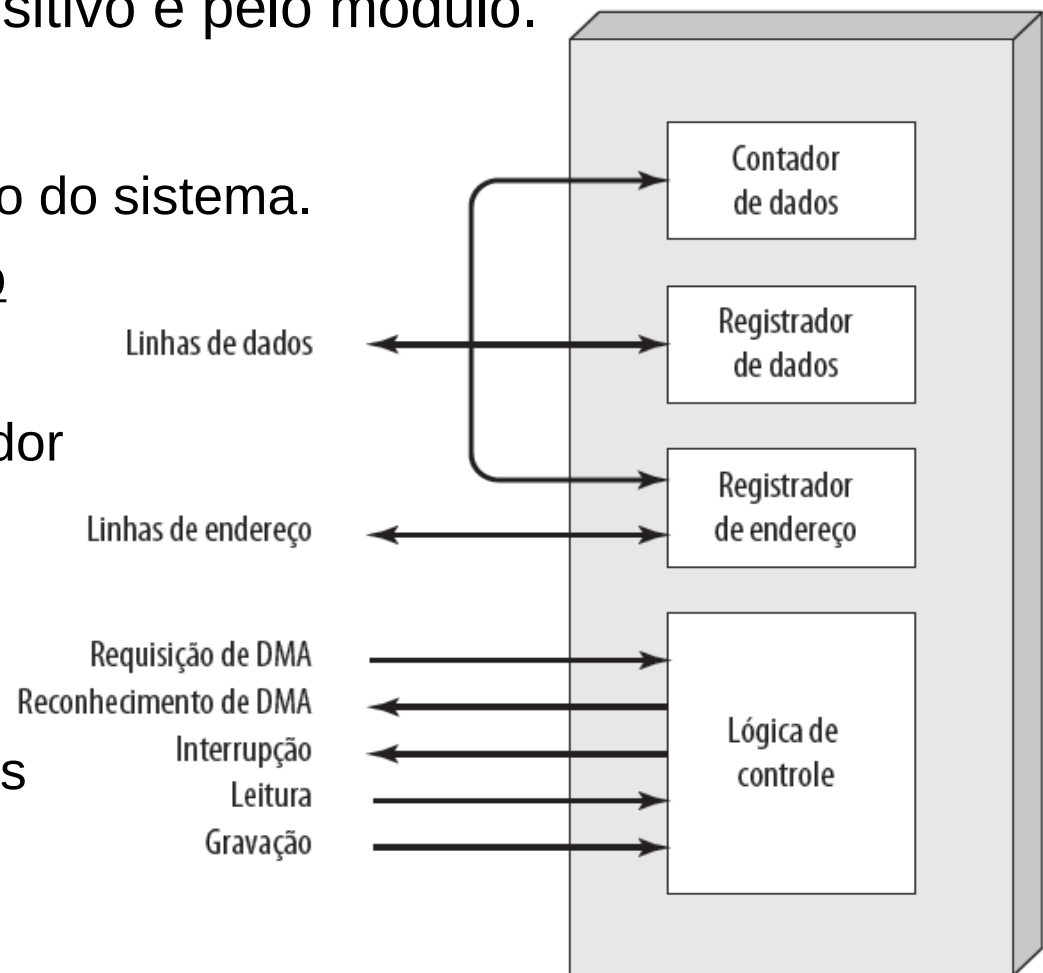 sitivo e pelo módulo.
o do sistema.
o
dor
s
Contador
de dados
Linhas de dados
Registrador
de dados
Registrador
de endereço
Linhas de endereço
Requisição de DMA
Reconhecimento de DMA
Interrupção
Leitura
Gravação
Lógica de
controle